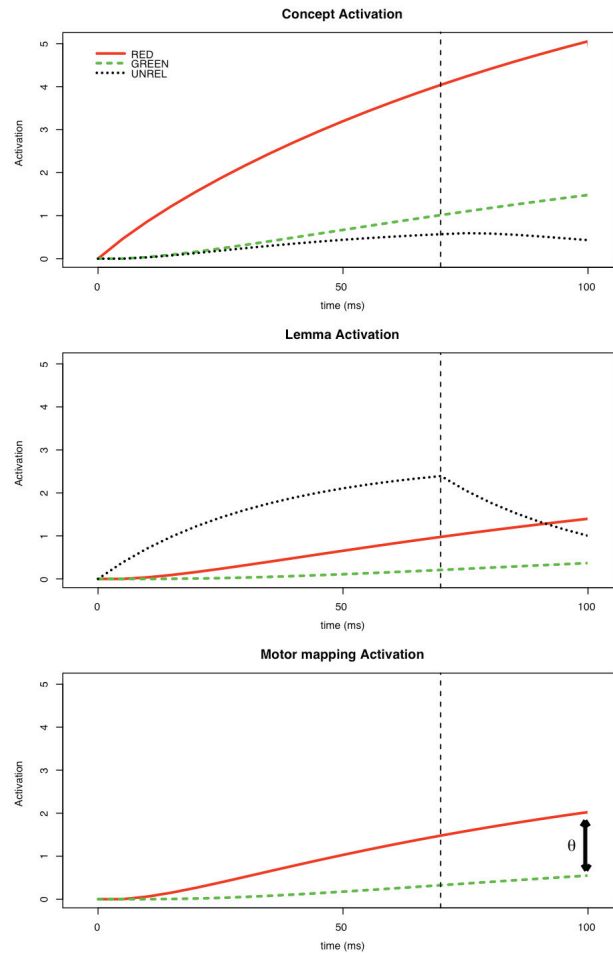 Concept Activation
5
4
3
2
1
0
Activation
RED
GREEN
UNREL
0 50 100
time (ms)
Lemma Activation
5
4
3
2
1
0
Activation
0 50 100
time (ms)
Motor mapping Activation
5
4
3
2
1
0
Activation
θ
0 50 100
time (ms)